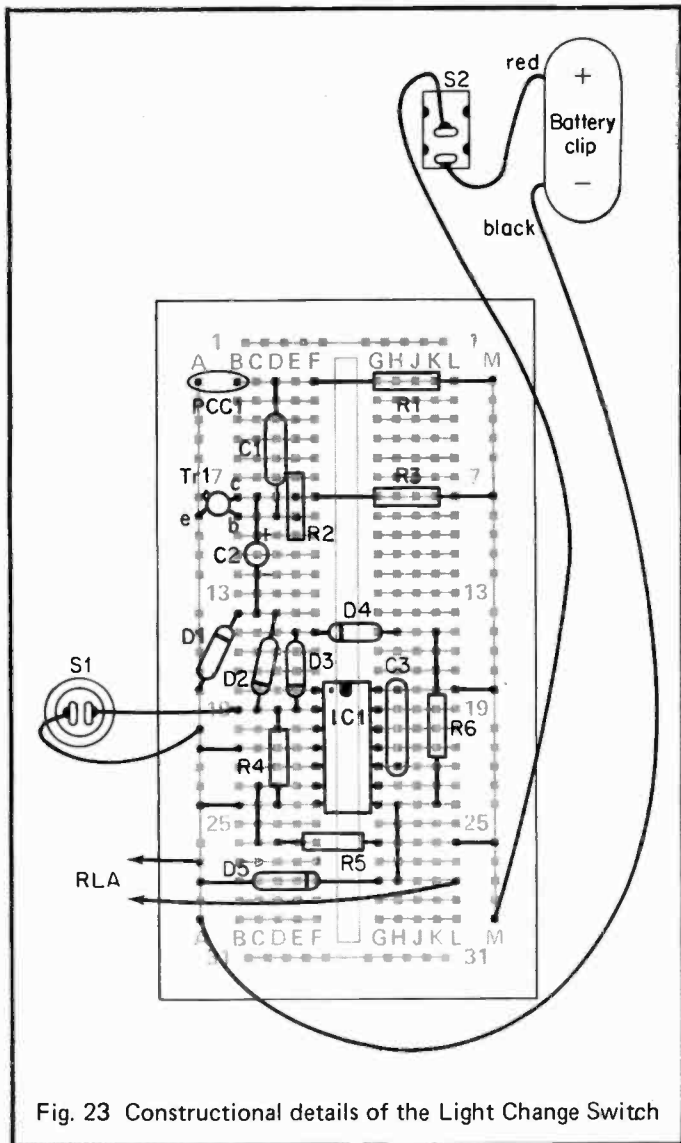 red
S2
+
Battery
clip
−
black
1 1
A B C D E F G H J K L M
PCC1 R1
C1
Tr1 7 c R3 7
e b R2
+
C2
13 13
D1 D4
S1 D2 D3 C3
19 IC1 19
R4 R6
25 25
R5
RLA D5
A B C D E F G H J K L M
31 31
Fig. 23 Constructional details of the Light Change Switch